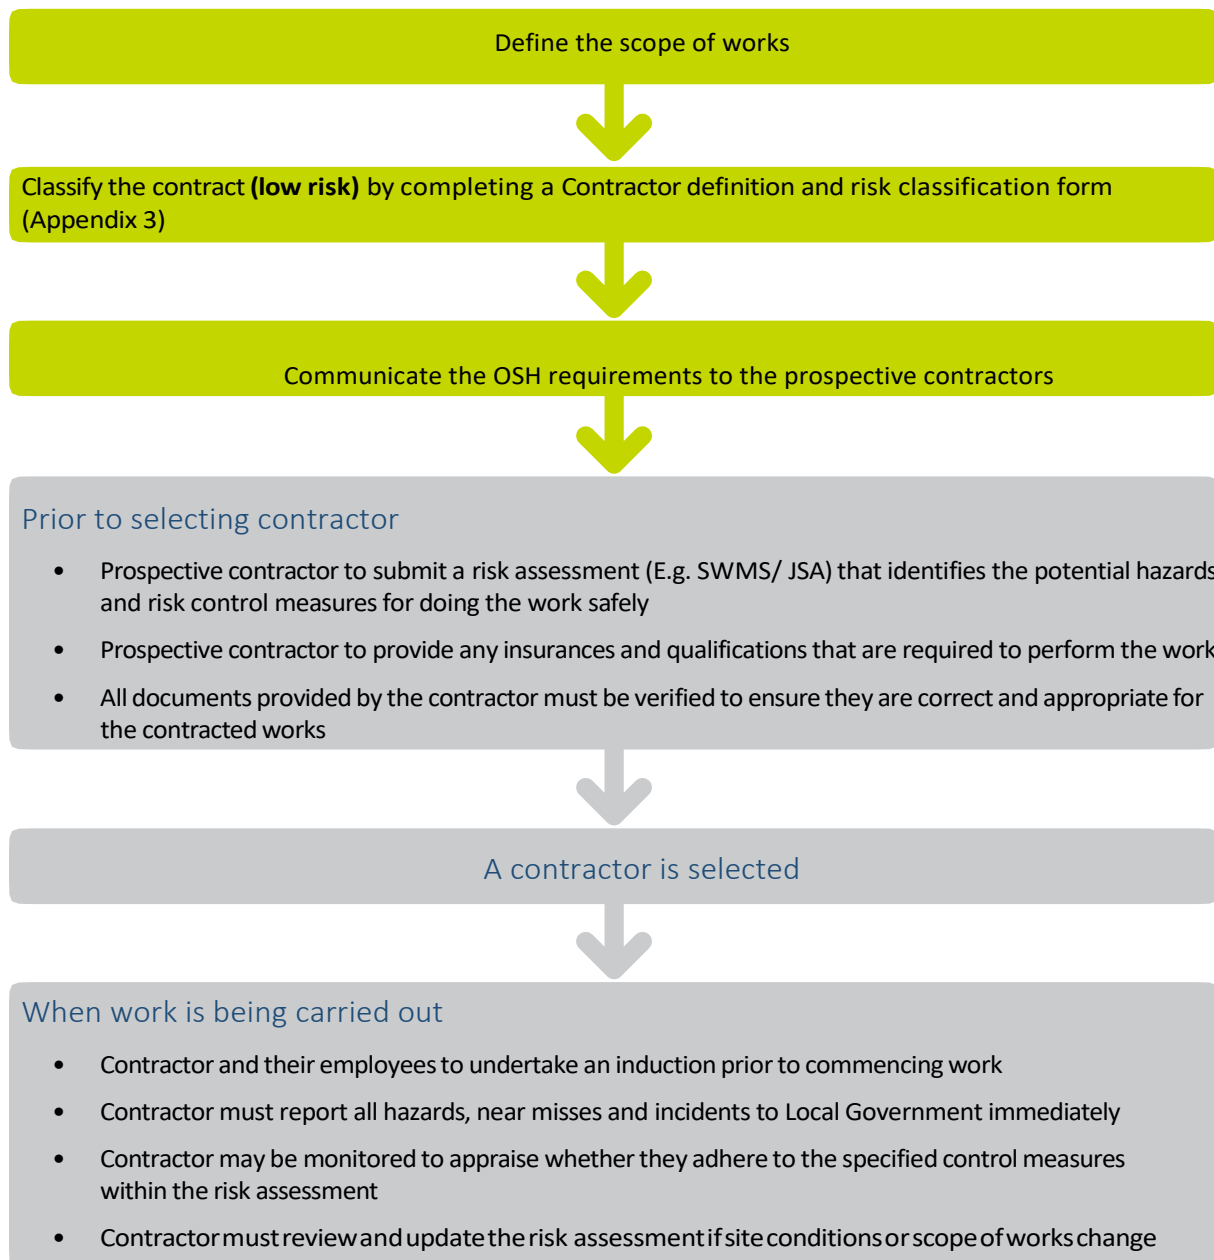 Define the scope of works
Classify the contract (low risk) by completing a Contractor definition and risk classification form
(Appendix 3)
Communicate the OSH requirements to the prospective contractors
Prior to selecting contractor
• Prospective contractor to submit a risk assessment (E.g. SWMS/ JSA) that identifies the potential hazards
and risk control measures for doing the work safely
• Prospective contractor to provide any insurances and qualifications that are required to perform the work
• All documents provided by the contractor must be verified to ensure they are correct and appropriate for
the contracted works
A contractor is selected
When work is being carried out
• Contractor and their employees to undertake an induction prior to commencing work
• Contractor must report all hazards, near misses and incidents to Local Government immediately
• Contractor may be monitored to appraise whether they adhere to the specified control measures
within the risk assessment
• Contractor must review and update the risk assessment if site conditions or scope of works change